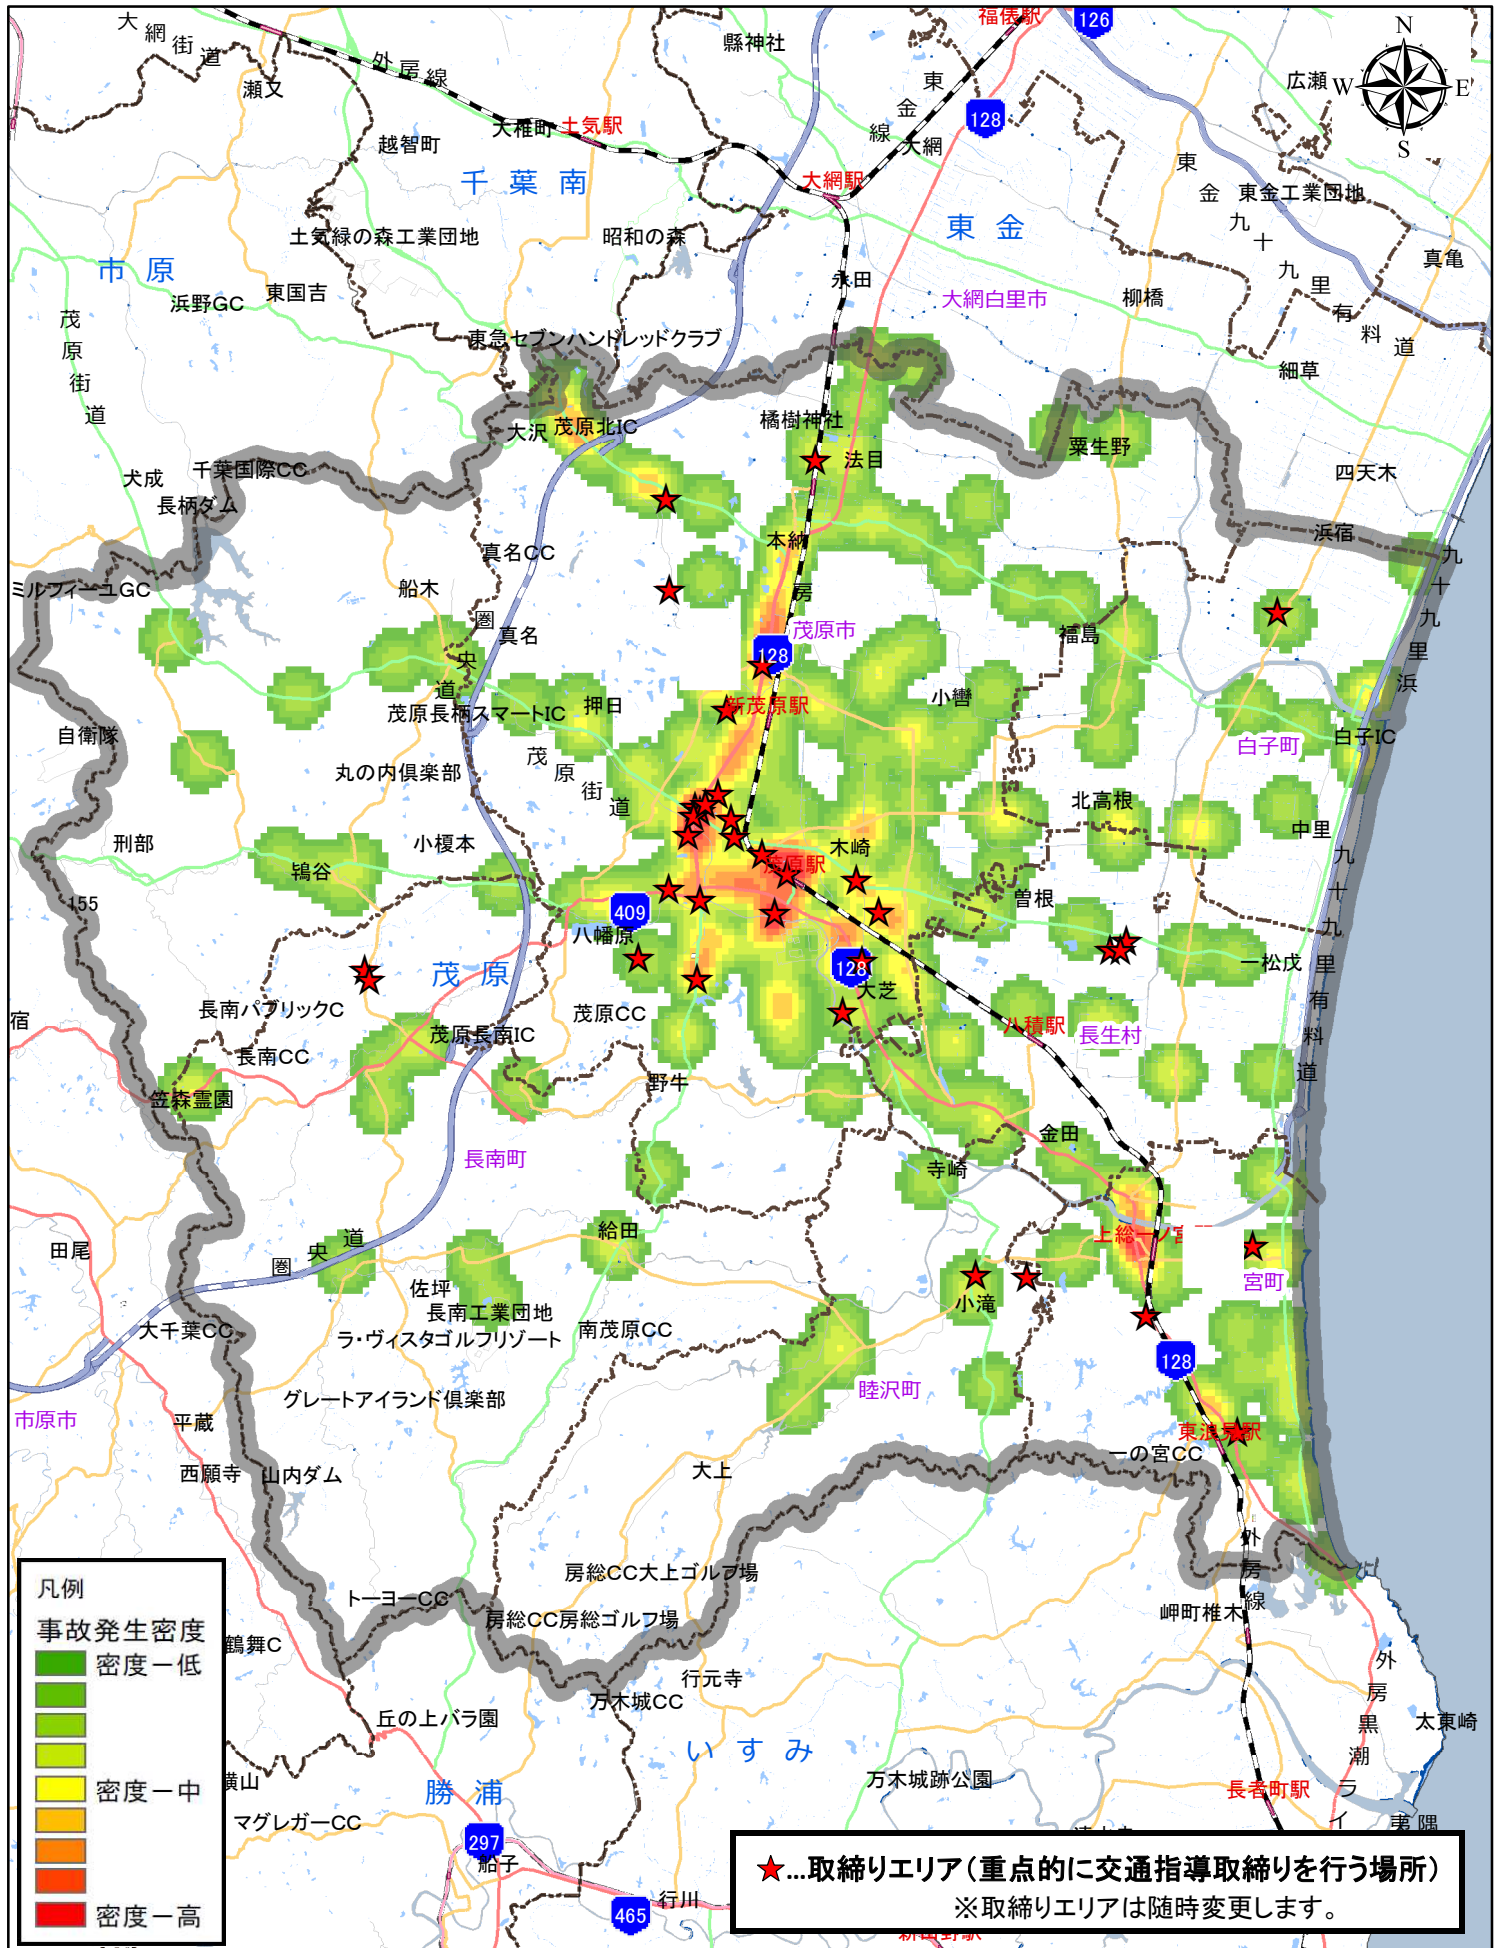 大網街道
外房線
瀬又
越智町
大椎町
土気駅
縣神社
福俵駅
126
東金線
128
大網
広瀬
N
W
E
S
千葉南
大網駅
東金
東金工業団地
東金九十九里有料道
真亀
土気緑の森工業団地
昭和の森
市原
浜野GC
東国吉
永田
大網白里市
柳橋
茂原街道
東急セブンハンドレッドクラブ
細草
大沢
茂原北IC
橘樹神社
法目
粟生野
四天木
犬成
千葉国際CC
長柄ダム
浜宿
真名CC
本納
ミルフィーユGC
船木
圏央道
真名
房
茂原市
128
福島
九十九里浜
自衛隊
茂原長柄スマートIC
押日
新茂原駅
小轡
白子町
白子IC
丸の内倶楽部
茂原街道
北高根
中里
刑部
小榎本
鴇谷
木崎
茂原駅
155
409
八幡原
曽根
九十九里有料道
一松戊
茂原
128
大芝
長南パブリックC
宿
茂原長南IC
茂原CC
八積駅
長生村
長南CC
笠森霊園
野牛
金田
長南町
寺崎
給田
上総一ノ宮
田尾
圏央道
宮町
佐坪
長南工業団地
小滝
大千葉CC
ラ・ヴィスタゴルフリゾート
南茂原CC
128
グレートアイランド倶楽部
睦沢町
市原市
平蔵
東浪見駅
一の宮CC
西願寺
山内ダム
大上
外房線
房総CC大上ゴルフ場
トーヨーCC
房総CC房総ゴルフ場
岬町椎木
鶴舞C
行元寺
万木城CC
丘の上バラ園
外房黒潮ライ
太東崎
いすみ
万木城跡公園
長者町駅
横山
勝浦
マグレガーCC
夷隅
297
船子
465
行川
凡例
事故発生密度
密度－低
密度－中
密度－高
★…取締りエリア（重点的に交通指導取締りを行う場所）
※取締りエリアは随時変更します。